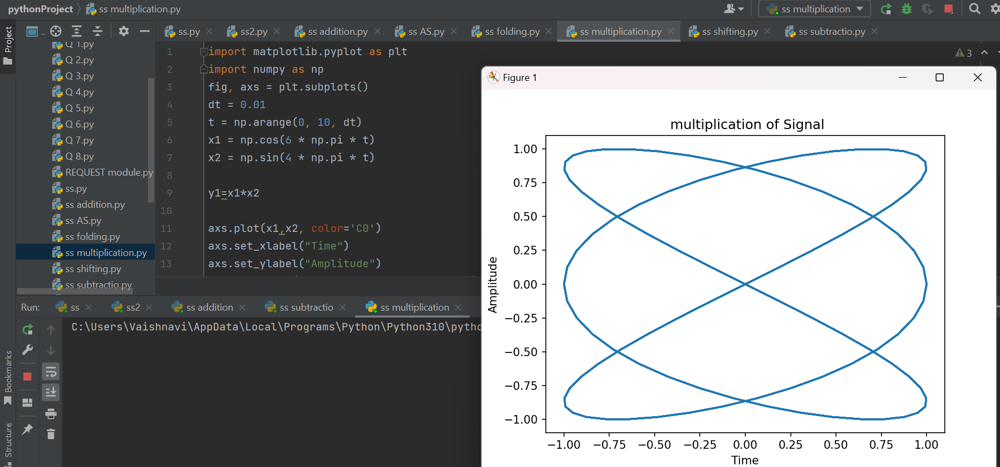 pythonProject
ss multiplication.py
ss multiplication
5
Project
..
ss.py
ss2.py
ss addition.py
ss AS.py
ss folding.py
ss multiplication.py
ss shifting.py
ss subtractio.py
Q 1.py
Q 2.py
Q 3.py
Q 4.py
Q 5.py
Q 6.py
Q 7.py
Q 8.py
REQUEST module.py
ss.py
ss addition.py
ss AS.py
ss folding.py
ss multiplication.py
ss shifting.py
ss subtractio.py
3
1 import matplotlib.pyplot as plt
2 import numpy as np
3 fig, axs = plt.subplots()
4 dt = 0.01
5 t = np.arange(0, 10, dt)
6 x1 = np.cos(6 * np.pi * t)
7 x2 = np.sin(4 * np.pi * t)
8
9 y1=x1*x2
10
11 axs.plot(x1,x2, color='C0')
12 axs.set_xlabel("Time")
13 axs.set_ylabel("Amplitude")
Run:
ss
ss2
ss addition
ss subtractio
ss multiplication
C:\Users\Vaishnavi\AppData\Local\Programs\Python\Python310\pytho
Bookmarks
Structure
Figure 1
multiplication of Signal
1.00
0.75
0.50
0.25
0.00
−0.25
−0.50
−0.75
−1.00
Amplitude
−1.00 −0.75 −0.50 −0.25 0.00 0.25 0.50 0.75 1.00
Time